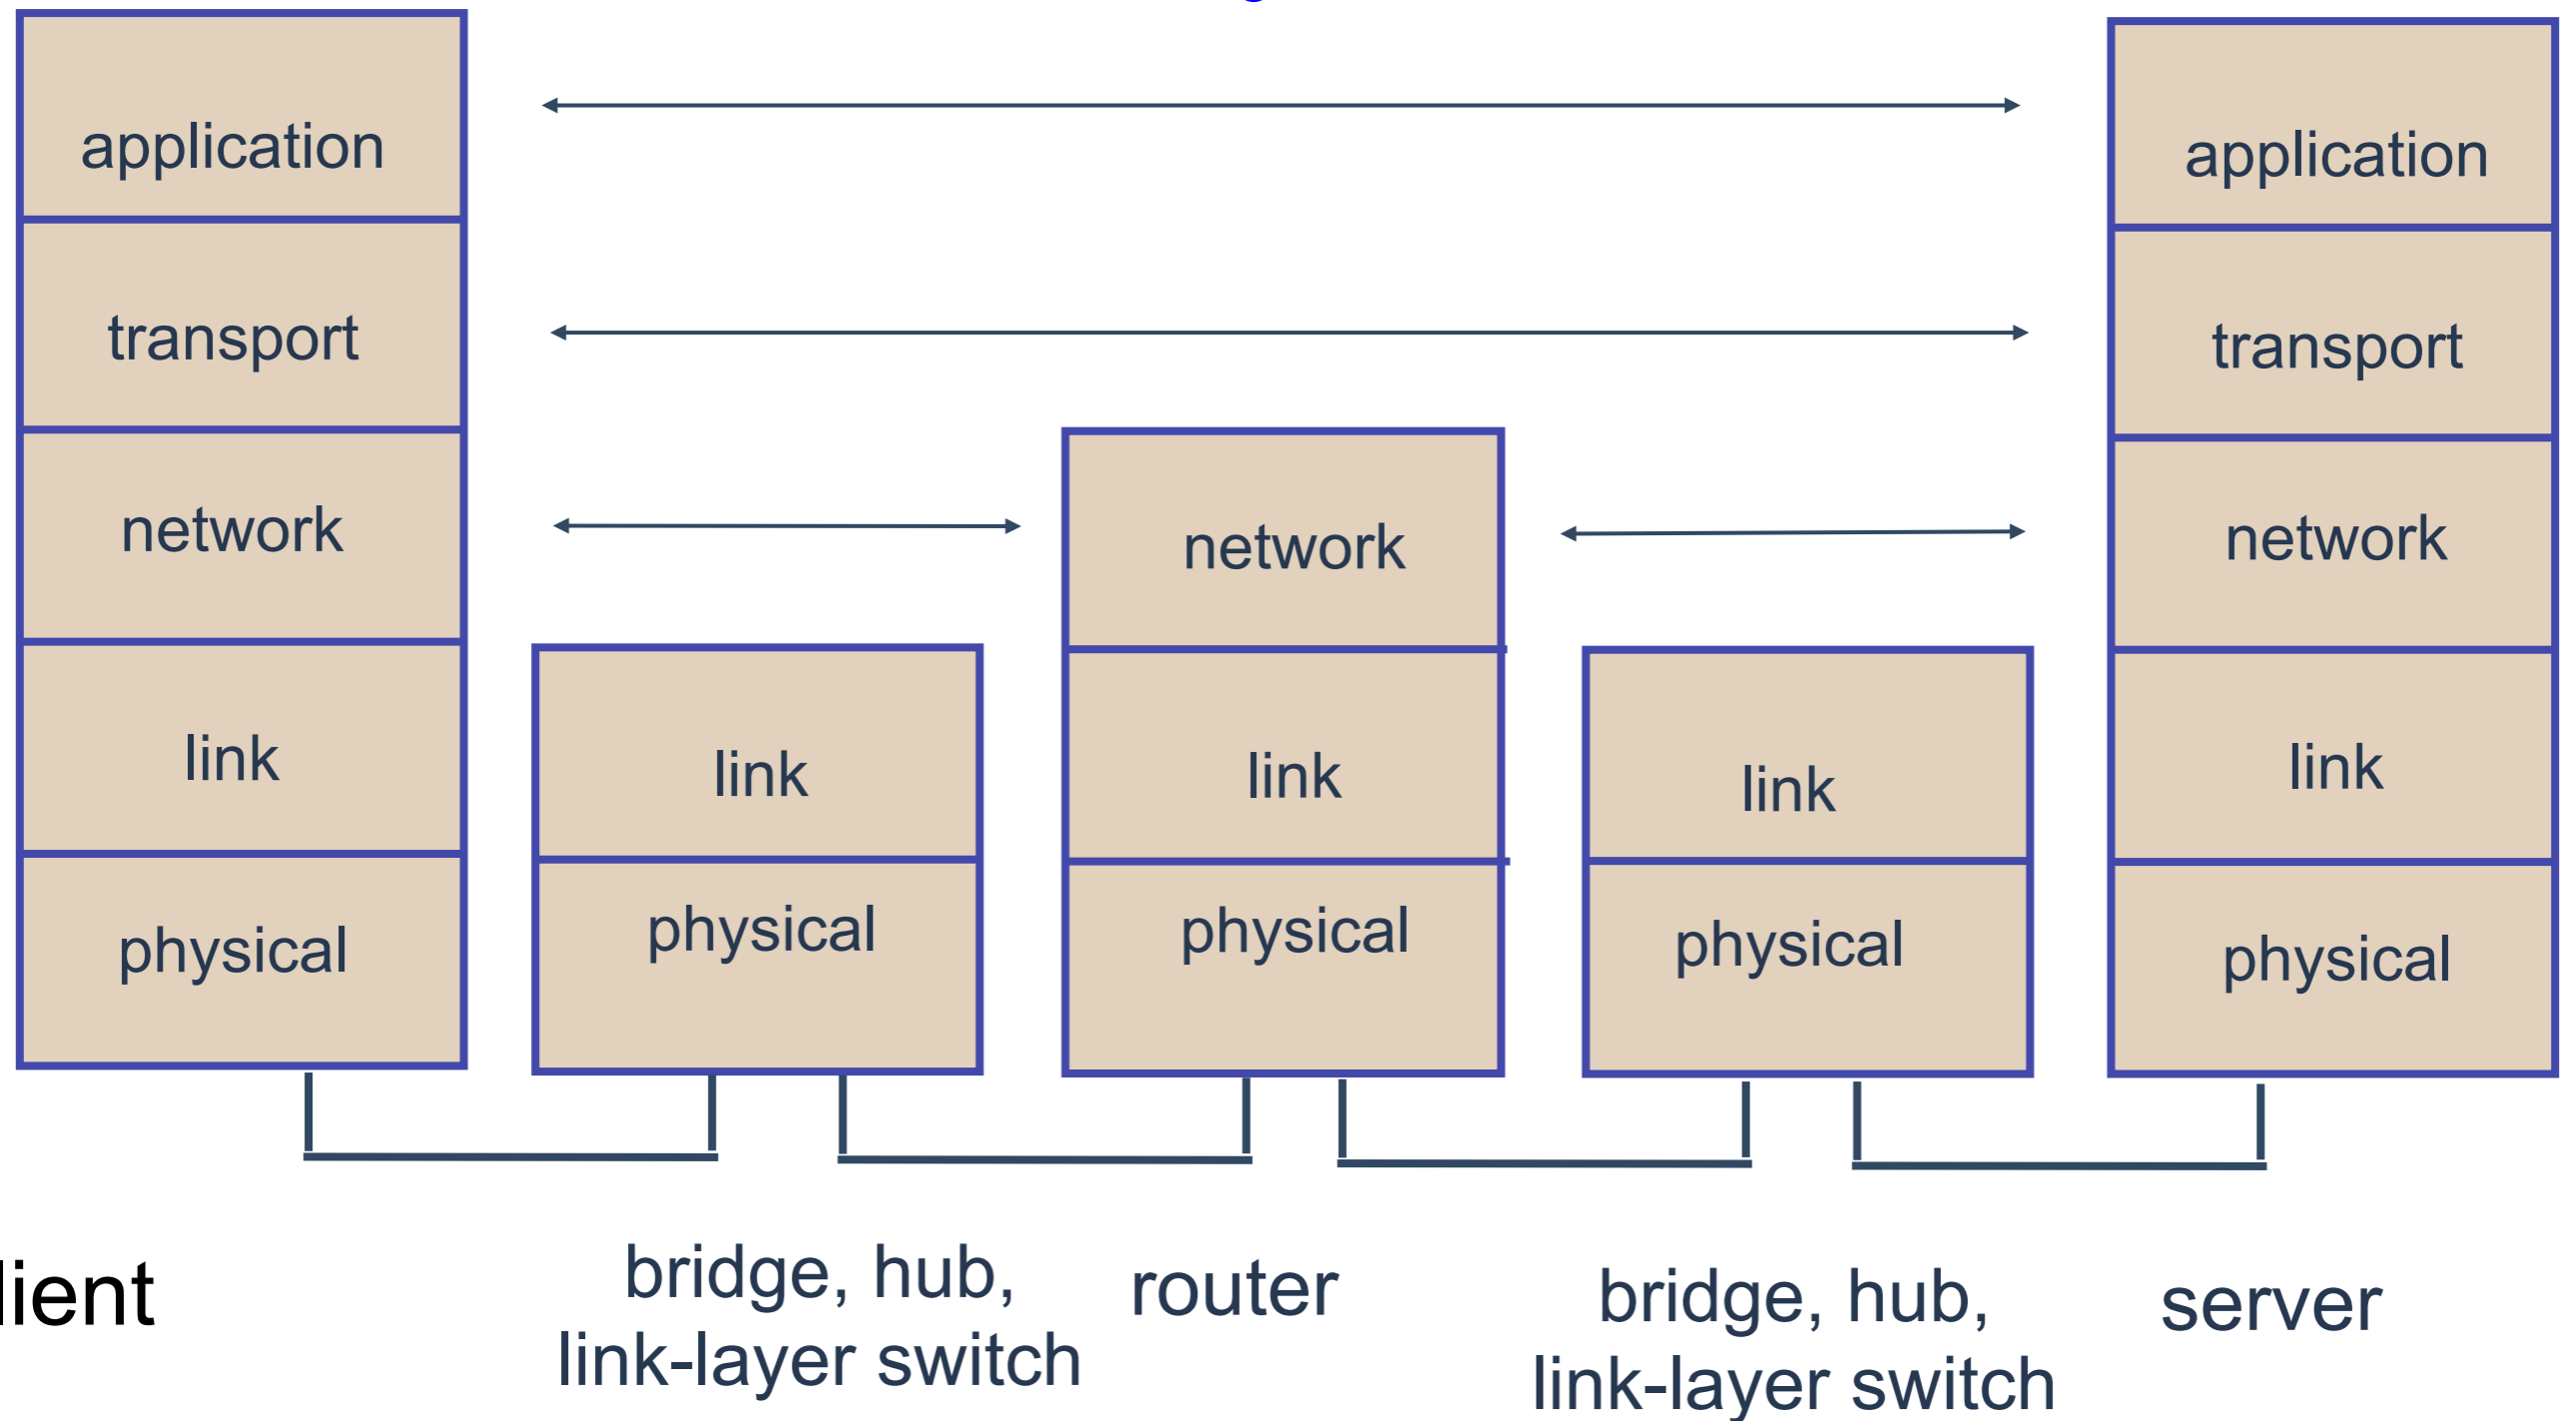 application
transport
network
link
physical
link
physical
network
link
physical
link
physical
application
transport
network
link
physical
lient
bridge, hub,
link-layer switch
router
bridge, hub,
link-layer switch
server